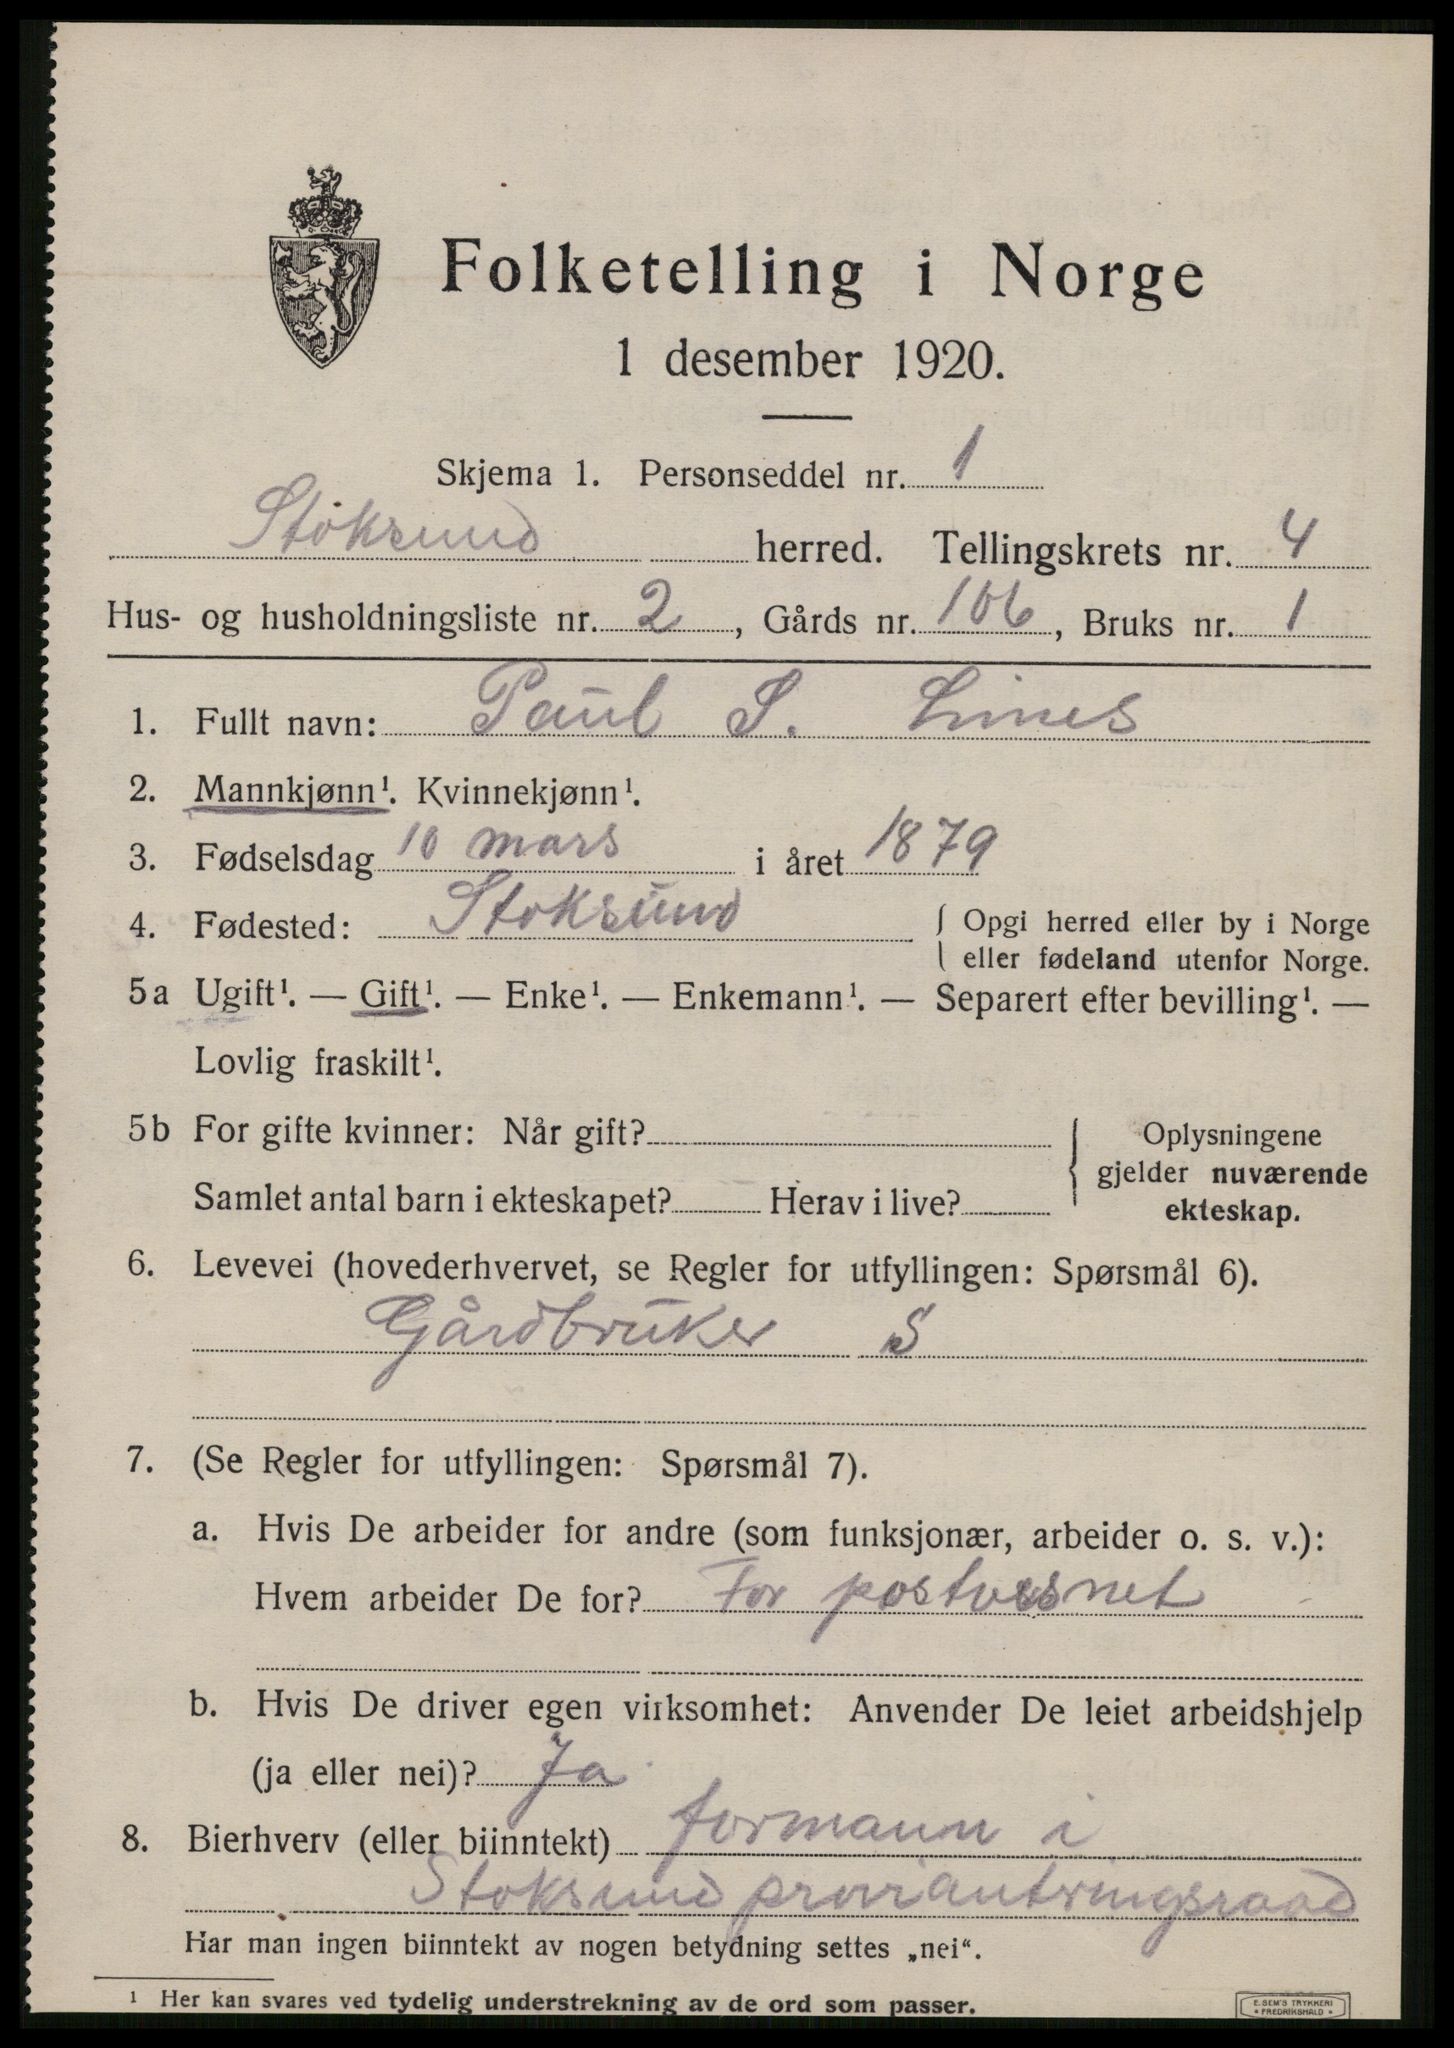 Folketelling i Norge
1 desember 1920.
Skjema 1. Personseddel nr. 1
Stoksund herred. Tellingskrets nr. 4
Hus- og husholdningsliste nr. 2, Gårds nr. 106, Bruks nr. 1
1. Fullt navn: Paul S. Lines
2. Mannkjønn¹. Kvinnekjønn¹.
3. Fødselsdag 10 mars i året 1879
4. Fødested: Stoksund { Opgi herred eller by i Norge
eller fødeland utenfor Norge.
5a Ugift¹. — Gift¹. — Enke¹. — Enkemann¹. — Separert efter bevilling¹. —
Lovlig fraskilt¹.
5b For gifte kvinner: Når gift? { Oplysningene
gjelder nuværende
Samlet antal barn i ekteskapet? Herav i live? ekteskap.
6. Levevei (hovederhvervet, se Regler for utfyllingen: Spørsmål 6).
Gårdbruker S
7. (Se Regler for utfyllingen: Spørsmål 7).
a. Hvis De arbeider for andre (som funksjonær, arbeider o. s. v.):
Hvem arbeider De for? For postvesnet
b. Hvis De driver egen virksomhet: Anvender De leiet arbeidshjelp
(ja eller nei)? Ja
8. Bierhverv (eller biinntekt) formann i
Stoksund proviantringsraad
Har man ingen biinntekt av nogen betydning settes „nei“.
¹ Her kan svares ved tydelig understrekning av de ord som passer.
E. SEM'S TRYKKERI
* FREDRIKSHALD *